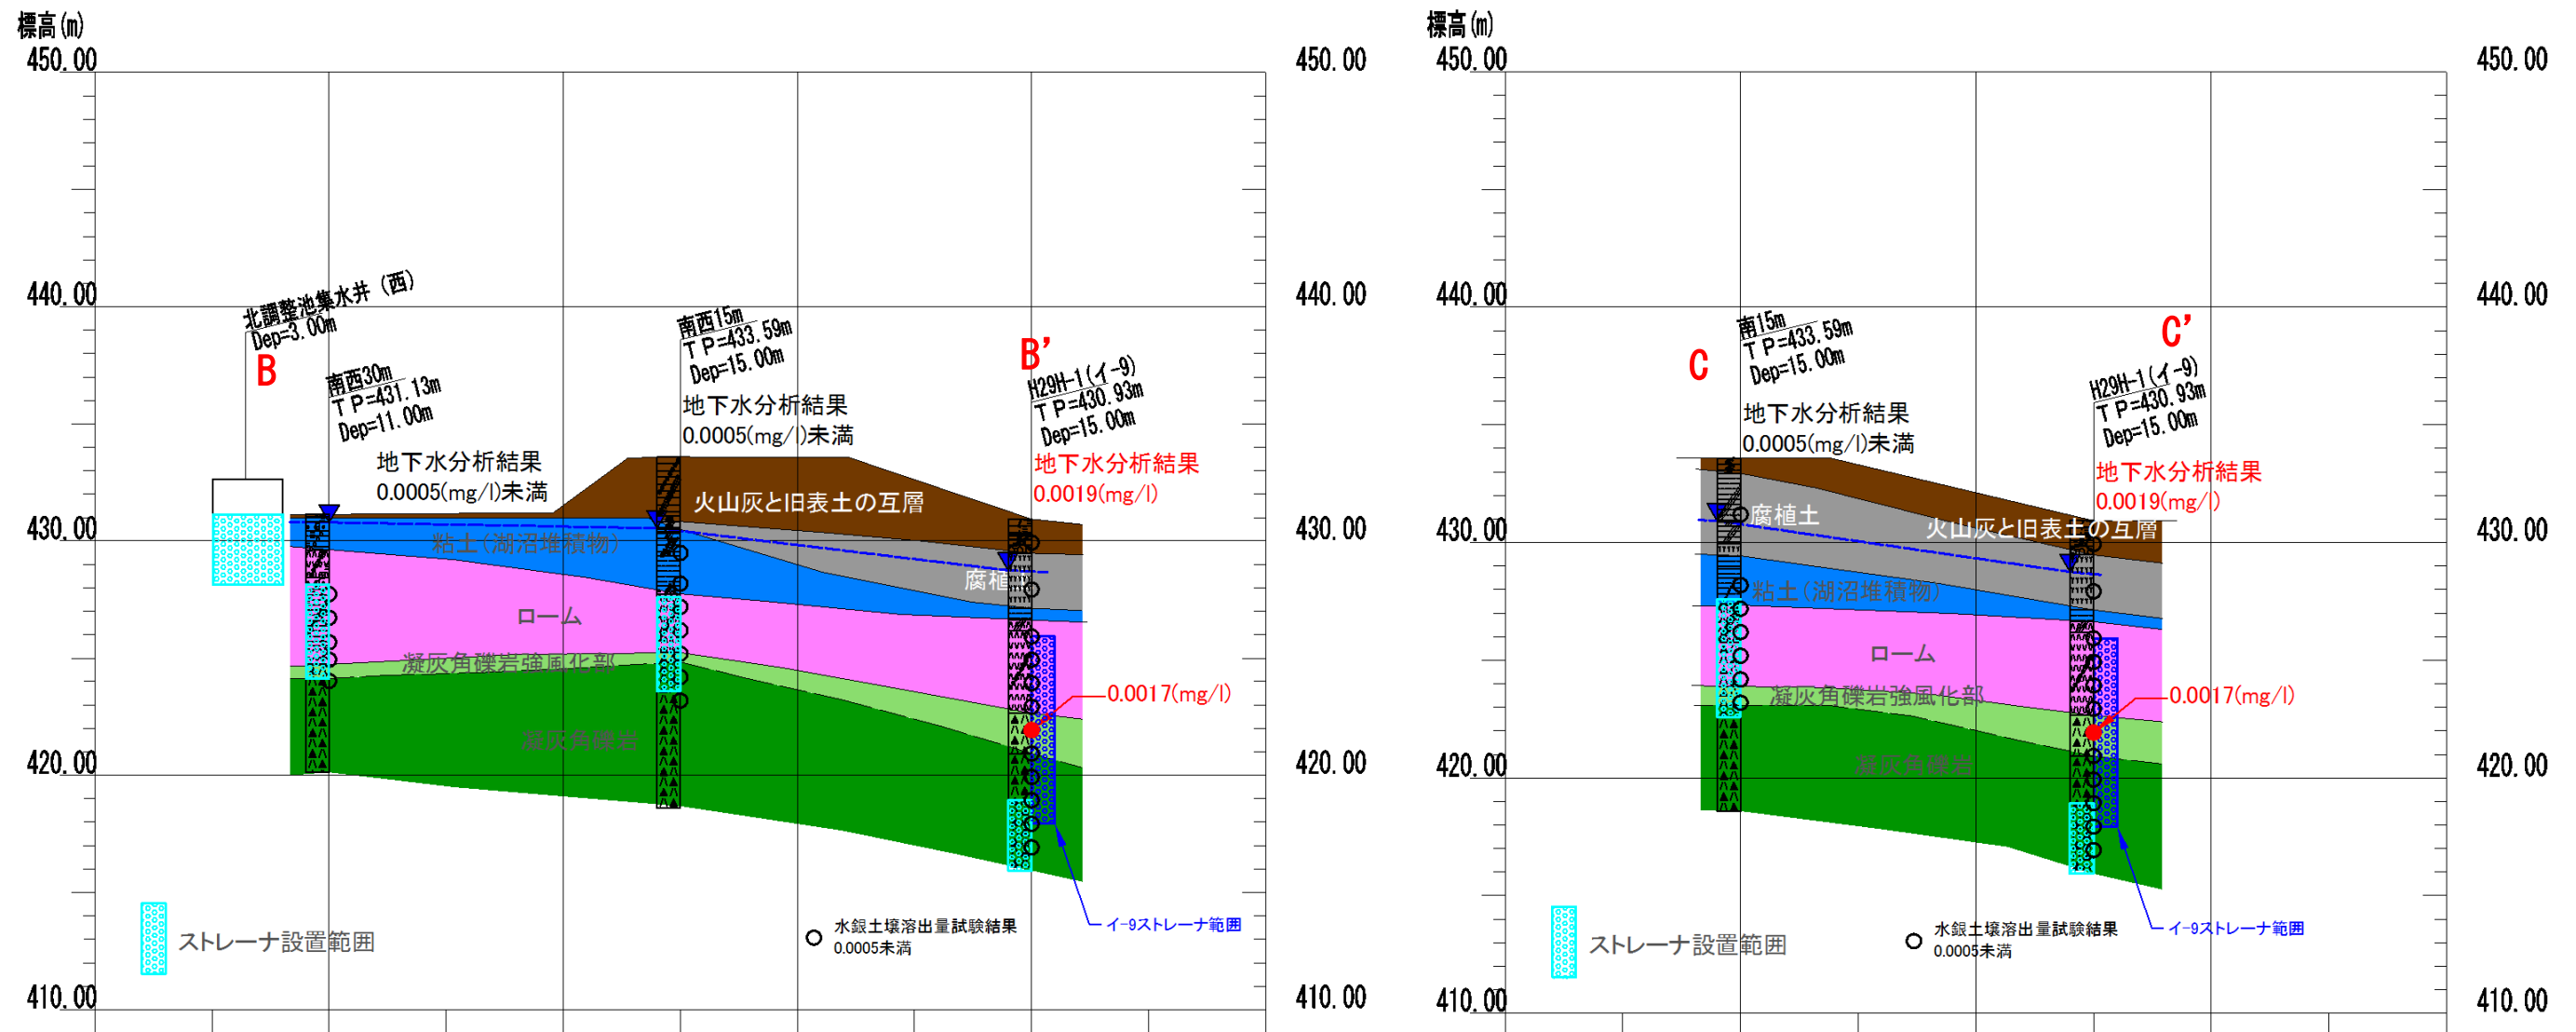 標高(m)
450.00
440.00
430.00
420.00
410.00
北調整池集水井 (西)
Dep=3.00m
B
南西30m
T P=431.13m
Dep=11.00m
地下水分析結果
0.0005(mg/l)未満
南西15m
T P=433.59m
Dep=15.00m
地下水分析結果
0.0005(mg/l)未満
B'
H29H-1(イ-9)
T P=430.93m
Dep=15.00m
地下水分析結果
0.0019(mg/l)
火山灰と旧表土の互層
粘土(湖沼堆積物)
腐植
ローム
凝灰角礫岩強風化部
凝灰角礫岩
0.0017(mg/l)
イ-9ストレーナ範囲
ストレーナ設置範囲
水銀土壌溶出量試験結果
0.0005未満
450.00
440.00
430.00
420.00
410.00
標高(m)
450.00
440.00
430.00
420.00
410.00
C
南15m
T P=433.59m
Dep=15.00m
地下水分析結果
0.0005(mg/l)未満
C'
H29H-1(イ-9)
T P=430.93m
Dep=15.00m
地下水分析結果
0.0019(mg/l)
腐植土
火山灰と旧表土の互層
粘土(湖沼堆積物)
ローム
凝灰角礫岩強風化部
凝灰角礫岩
0.0017(mg/l)
イ-9ストレーナ範囲
ストレーナ設置範囲
水銀土壌溶出量試験結果
0.0005未満
450.00
440.00
430.00
420.00
410.00